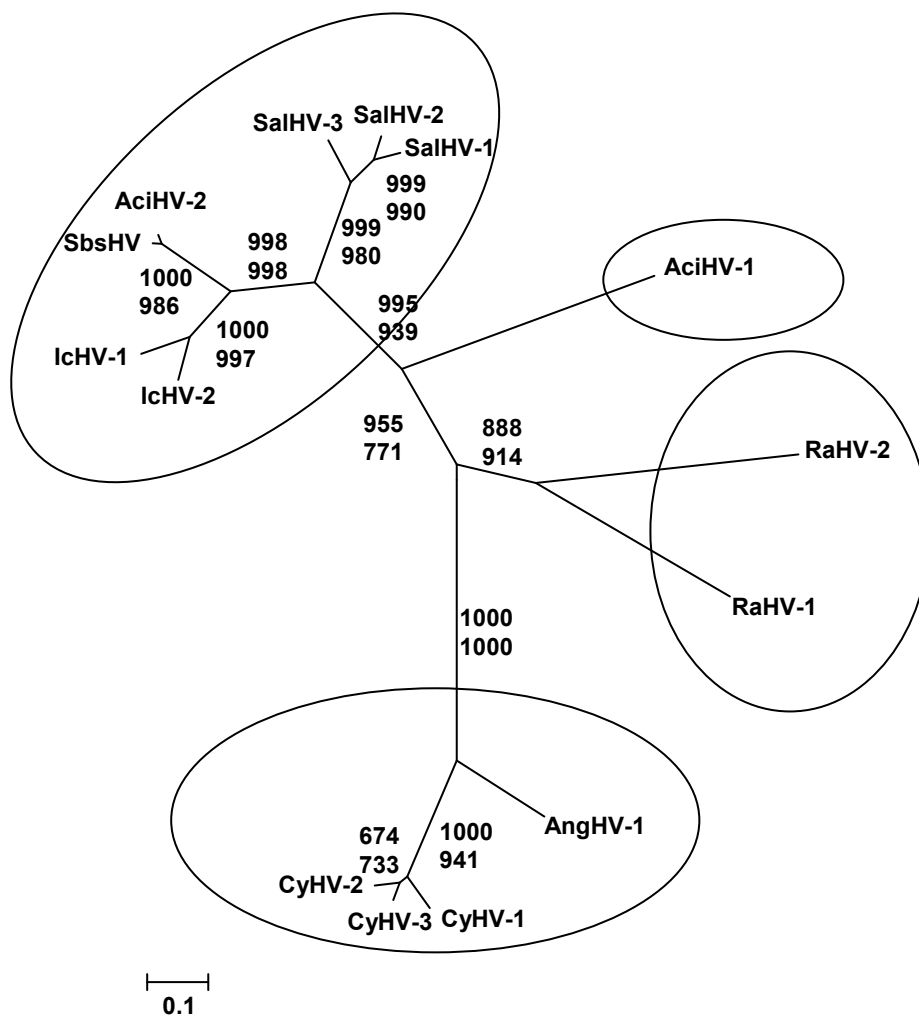 SalHV-2
SalHV-3
SalHV-1
999
990
AciHV-2
SbsHV
998
998
999
980
1000
986
995
939
AciHV-1
IcHV-1
1000
997
IcHV-2
955
771
888
914
RaHV-2
RaHV-1
1000
1000
AngHV-1
674
733
1000
941
CyHV-2
CyHV-3
CyHV-1
0.1